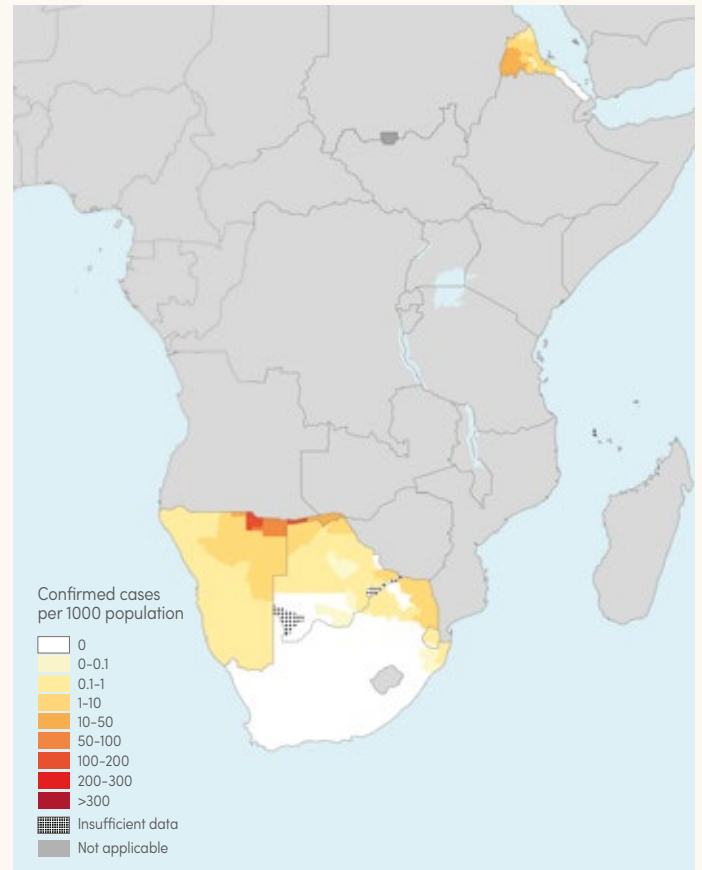 Confirmed cases
per 1000 population
0
0-0.1
0.1-1
1-10
10-50
50-100
100-200
200-300
>300
Insufficient data
Not applicable